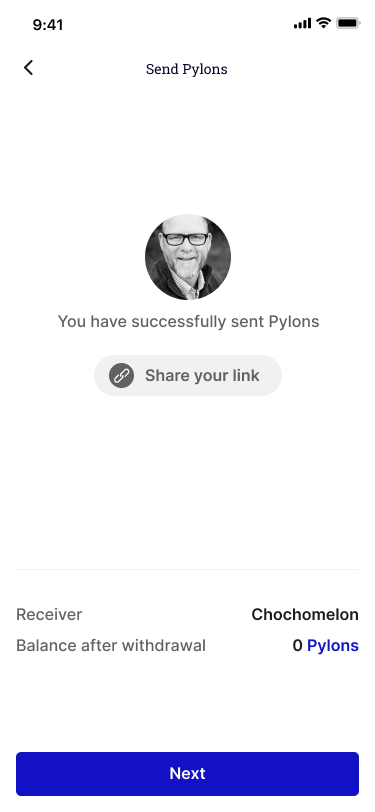 9:41
Send Pylons
You have successfully sent Pylons
Share your link
Receiver Chochomelon
Balance after withdrawal 0 Pylons
Next